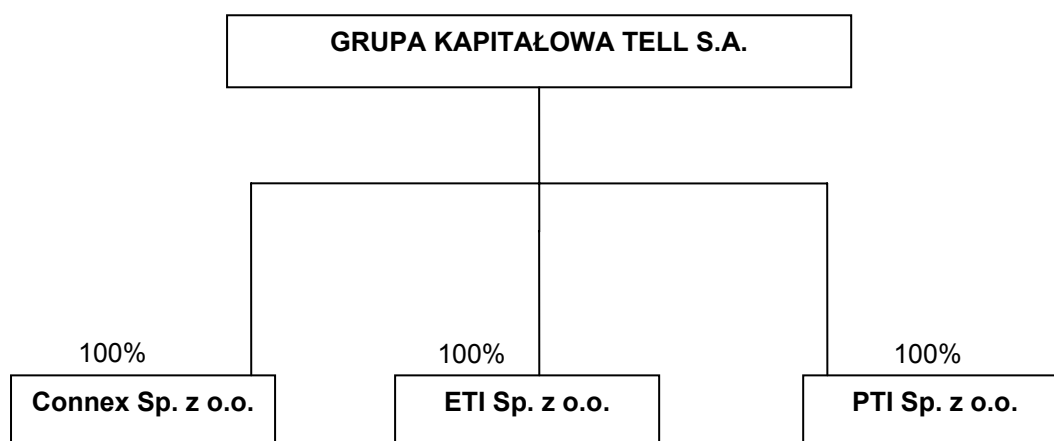 GRUPA KAPITAŁOWA TELL S.A.
100%
100%
100%
Connex Sp. z o.o.
ETI Sp. z o.o.
PTI Sp. z o.o.